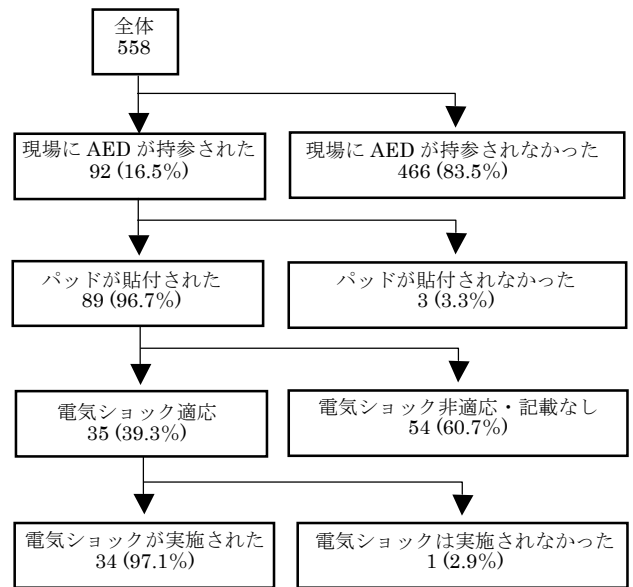 全体
558
現場に AED が持参された
92 (16.5%)
現場に AED が持参されなかった
466 (83.5%)
パッドが貼付された
89 (96.7%)
パッドが貼付されなかった
3 (3.3%)
電気ショック適応
35 (39.3%)
電気ショック非適応・記載なし
54 (60.7%)
電気ショックが実施された
34 (97.1%)
電気ショックは実施されなかった
1 (2.9%)